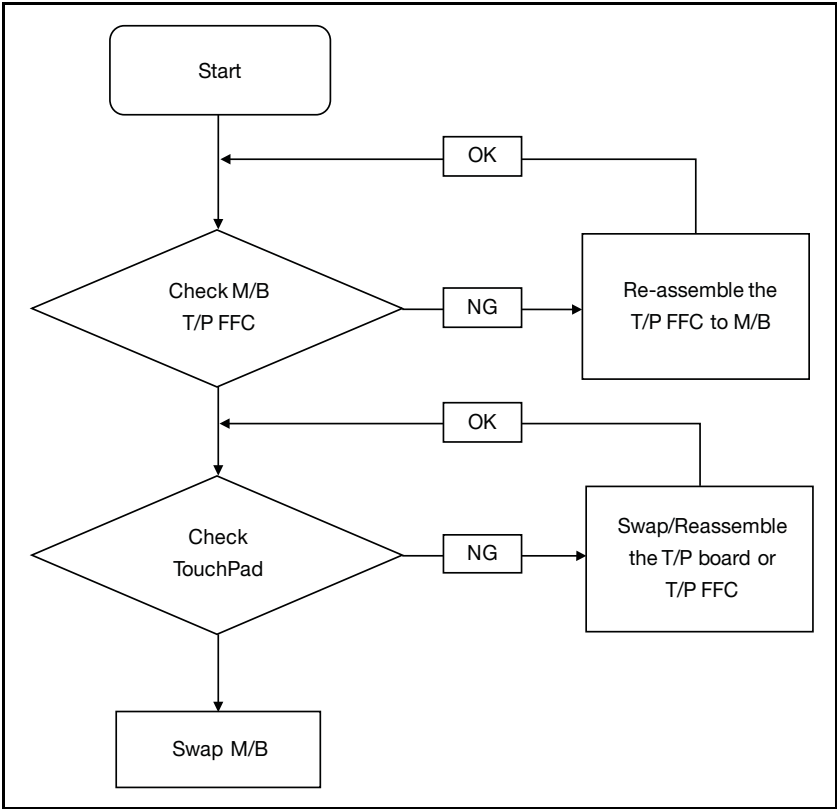 Start
OK
Check M/B
T/P FFC
NG
Re-assemble the
T/P FFC to M/B
OK
Check
TouchPad
NG
Swap/Reassemble
the T/P board or
T/P FFC
Swap M/B